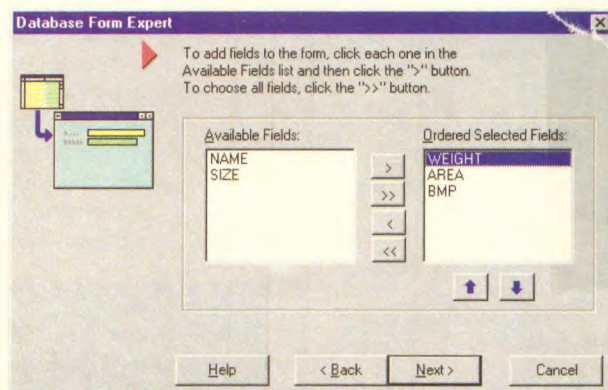 Database Form Expert
To add fields to the form, click each one in the
Available Fields list and then click the ">" button.
To choose all fields, click the ">>" button.
Available Fields:
NAME
SIZE
>
>>
<
<<
Ordered Selected Fields:
WEIGHT
AREA
BMP
Help
< Back
Next >
Cancel